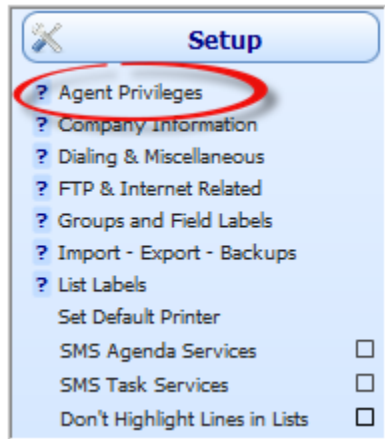 Setup
? Agent Privileges
? Company Information
? Dialing & Miscellaneous
? FTP & Internet Related
? Groups and Field Labels
? Import - Export - Backups
? List Labels
Set Default Printer
SMS Agenda Services
SMS Task Services
Don't Highlight Lines in Lists